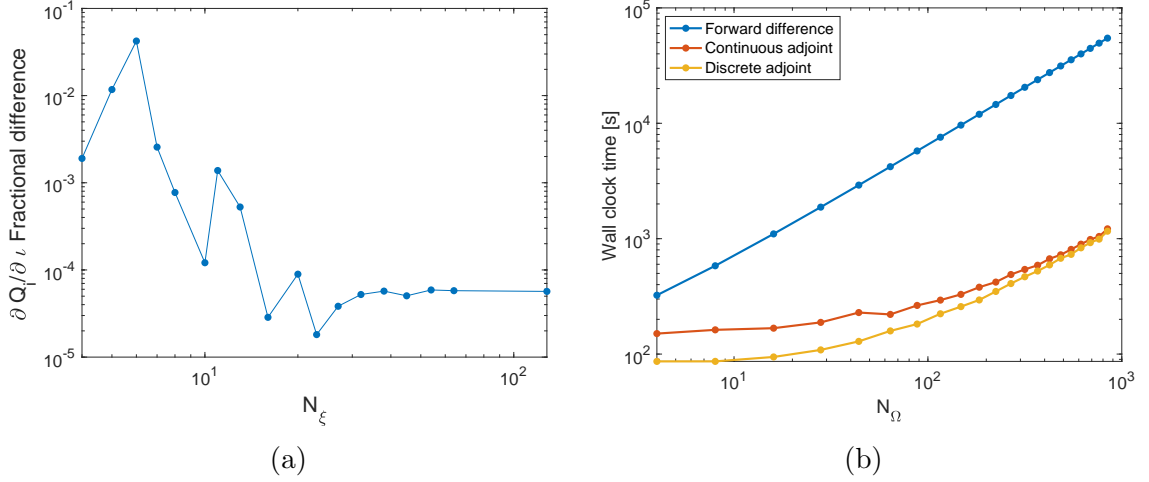 10^-1
10^-2
10^-3
10^-4
10^-5
∂ Q_i/∂ ι Fractional difference
10^1
10^2
N_ξ
(a)
10^5
10^4
10^3
10^2
Wall clock time [s]
Forward difference
Continuous adjoint
Discrete adjoint
10^1
10^2
10^3
N_Ω
(b)